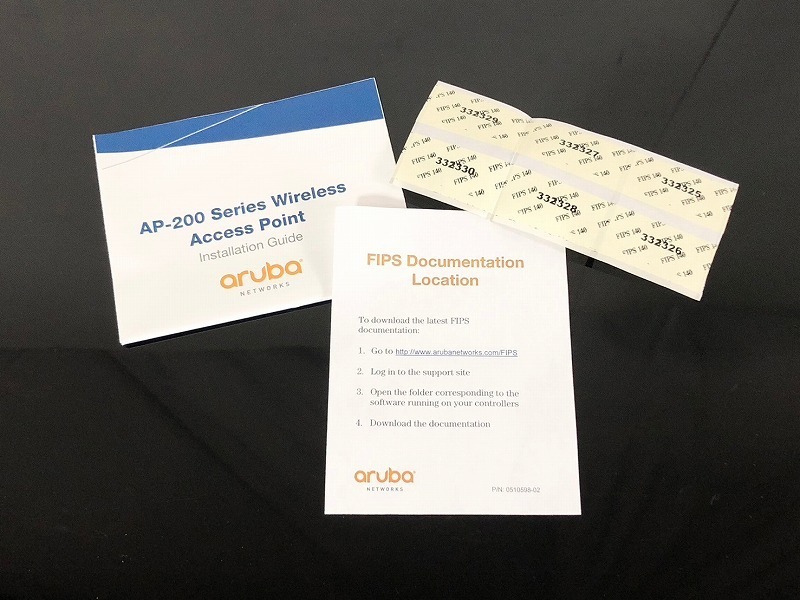 AP-200 Series Wireless
Access Point
Installation Guide
aruba
NETWORKS
FIPS 140
332329
332327
332325
332330
332328
332326
FIPS Documentation
Location
To download the latest FIPS
documentation:
1. Go to http://www.arubanetworks.com/FIPS
2. Log in to the support site
3. Open the folder corresponding to the
software running on your controllers
4. Download the documentation
aruba
NETWORKS
P/N: 0510598-02